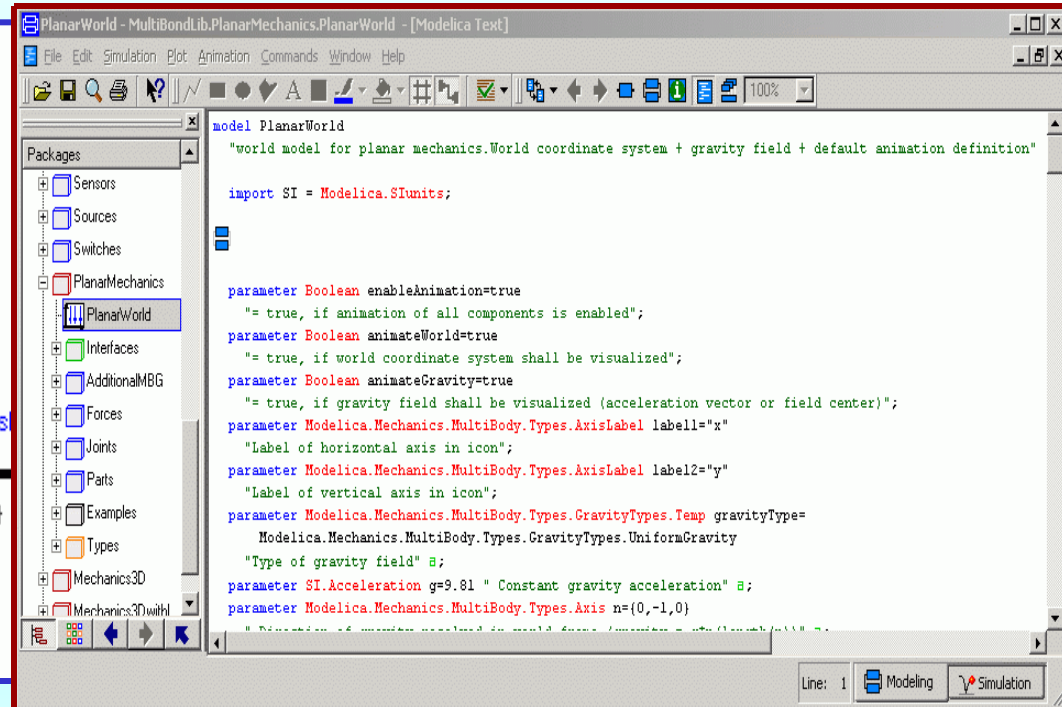 PlanarWorld - MultiBondLib.PlanarMechanics.PlanarWorld - [Modelica Text]
File Edit Simulation Plot Animation Commands Window Help
100%
Packages
Sensors
Sources
Switches
PlanarMechanics
PlanarWorld
Interfaces
AdditionalMBG
Forces
Joints
Parts
Examples
Types
Mechanics3D
Mechanics3Dwith
model PlanarWorld
"world model for planar mechanics.World coordinate system + gravity field + default animation definition"
import SI = Modelica.SIunits;
parameter Boolean enableAnimation=true
"= true, if animation of all components is enabled";
parameter Boolean animateWorld=true
"= true, if world coordinate system shall be visualized";
parameter Boolean animateGravity=true
"= true, if gravity field shall be visualized (acceleration vector or field center)";
parameter Modelica.Mechanics.MultiBody.Types.AxisLabel label1="x"
"Label of horizontal axis in icon";
parameter Modelica.Mechanics.MultiBody.Types.AxisLabel label2="y"
"Label of vertical axis in icon";
parameter Modelica.Mechanics.MultiBody.Types.GravityTypes.Temp gravityType=
Modelica.Mechanics.MultiBody.Types.GravityTypes.UniformGravity
"Type of gravity field" a;
parameter SI.Acceleration g=9.81 " Constant gravity acceleration" a;
parameter Modelica.Mechanics.MultiBody.Types.Axis n={0,-1,0}
Line: 1 Modeling Simulation